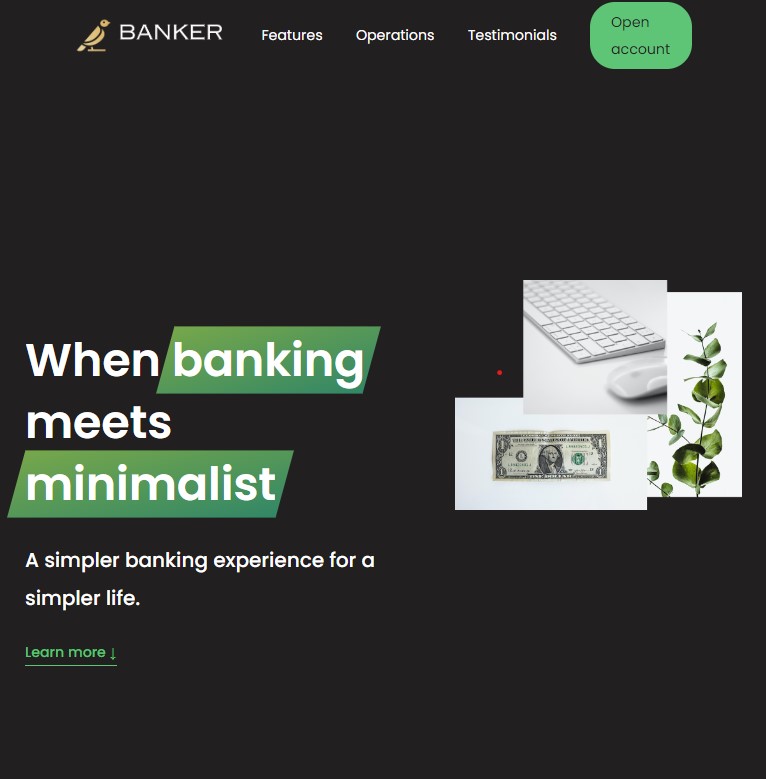 BANKER
Features
Operations
Testimonials
Open
account
When banking
meets
minimalist
A simpler banking experience for a
simpler life.
Learn more ↓